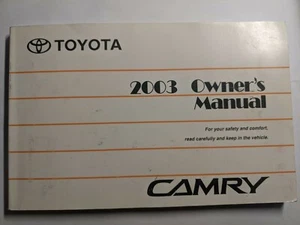 TOYOTA
2003 Owner's
Manual
For your safety and comfort,
read carefully and keep in the vehicle.
CAMRY